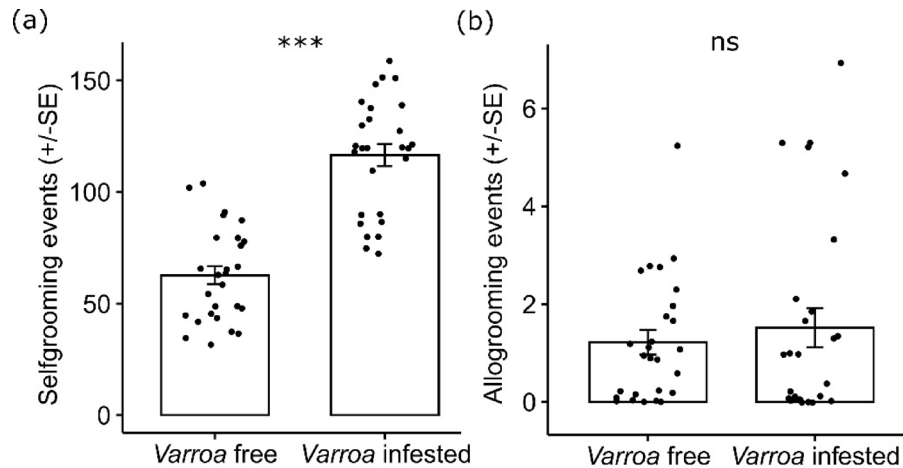 (a)
***
Selfgrooming events (+/-SE)
150
100
50
0
Varroa free
Varroa infested
(b)
ns
Allogrooming events (+/-SE)
6
4
2
0
Varroa free
Varroa infested